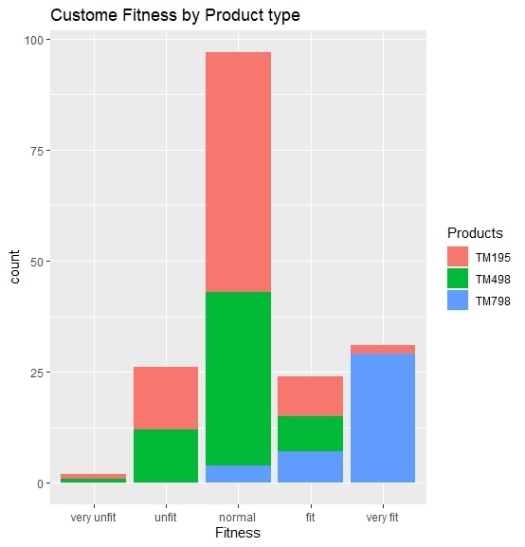 Custome Fitness by Product type
100
75
50
25
0
count
very unfit
unfit
normal
fit
very fit
Fitness
Products
TM195
TM498
TM798